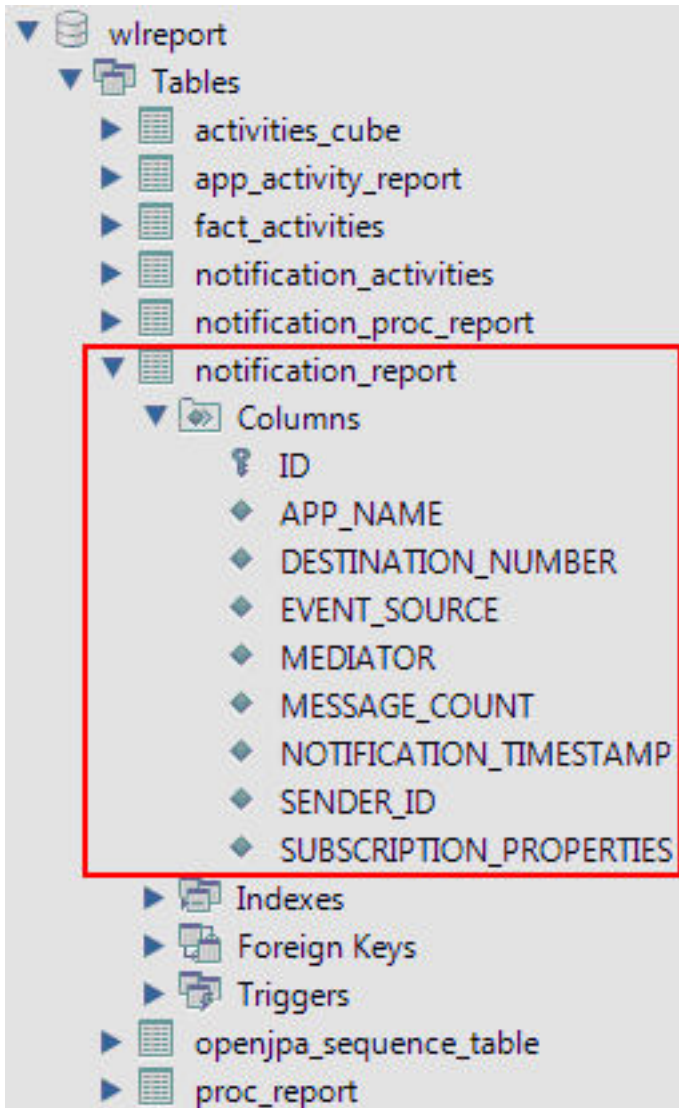 wlreport
Tables
activities_cube
app_activity_report
fact_activities
notification_activities
notification_proc_report
notification_report
Columns
ID
APP_NAME
DESTINATION_NUMBER
EVENT_SOURCE
MEDIATOR
MESSAGE_COUNT
NOTIFICATION_TIMESTAMP
SENDER_ID
SUBSCRIPTION_PROPERTIES
Indexes
Foreign Keys
Triggers
openjpa_sequence_table
proc_report